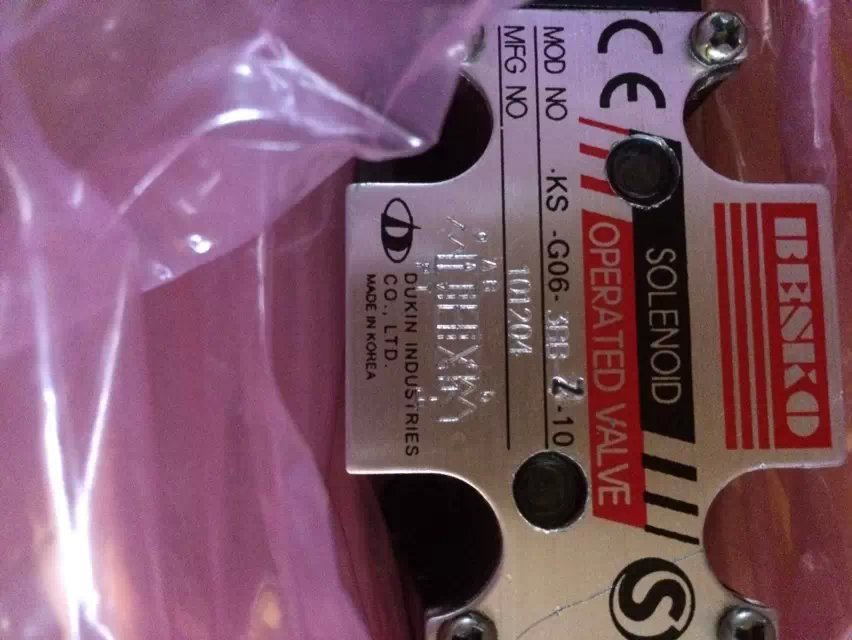 BESKO
SOLENOID
OPERATED VALVE
CE
MOD NO ·KS -G06- 3BB 2-10
MFG NO 101204
P T
A B
DUKIN INDUSTRIES
CO., LTD.
MADE IN KOREA
S